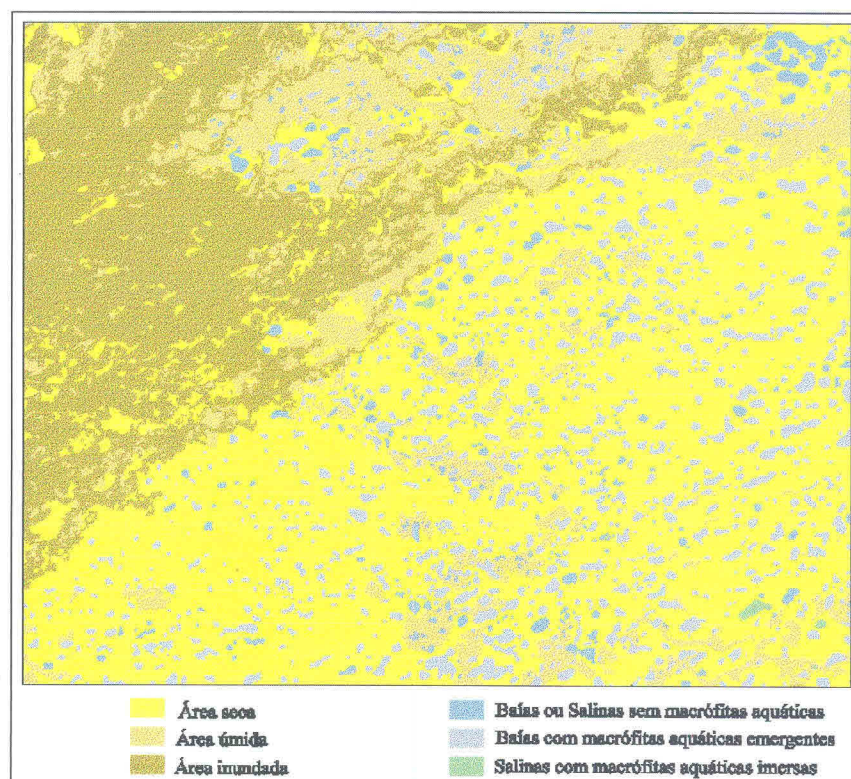 Área seca
Área úmida
Área inundada
Baías ou Salinas sem macrófitas aquáticas
Baías com macrófitas aquáticas emergentes
Salinas com macrófitas aquáticas imersas